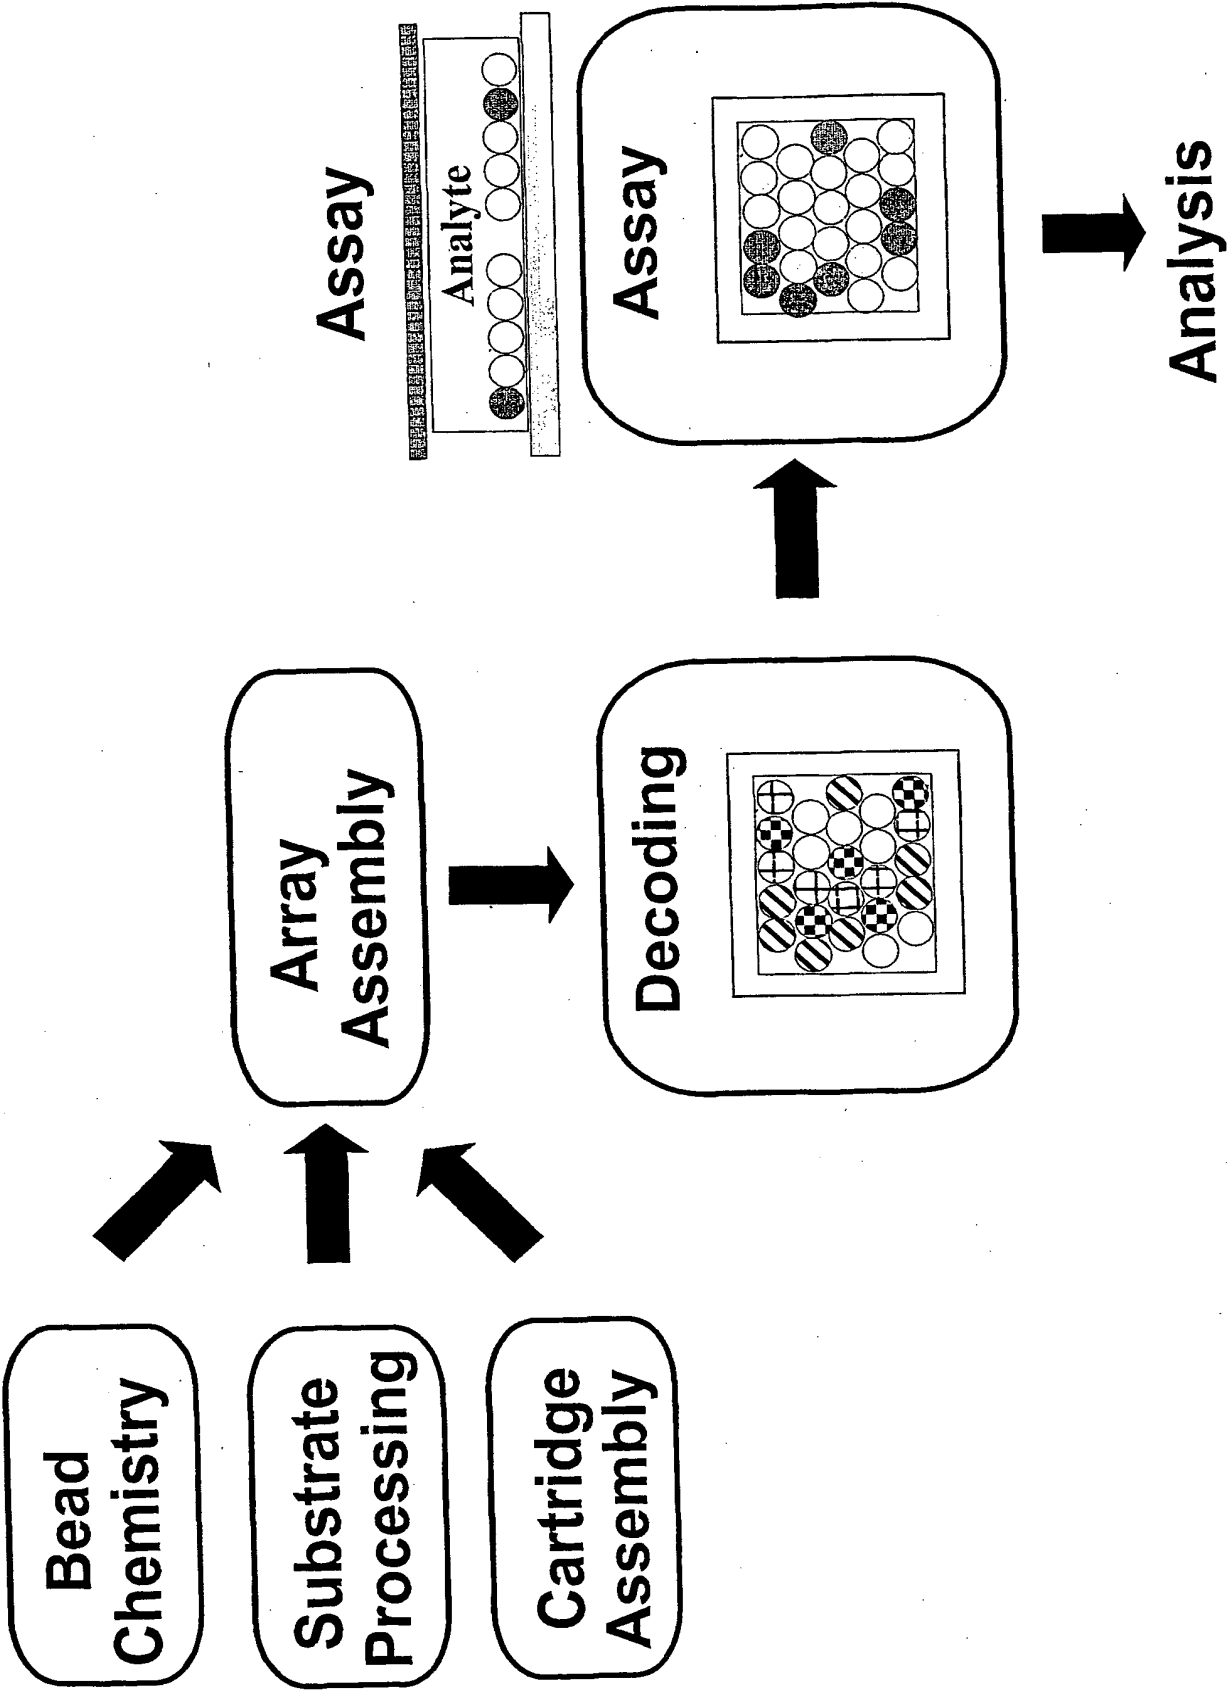 Bead
Chemistry
Substrate
Processing
Cartridge
Assembly
Array
Assembly
Decoding
Assay
Analyte
Assay
Analysis